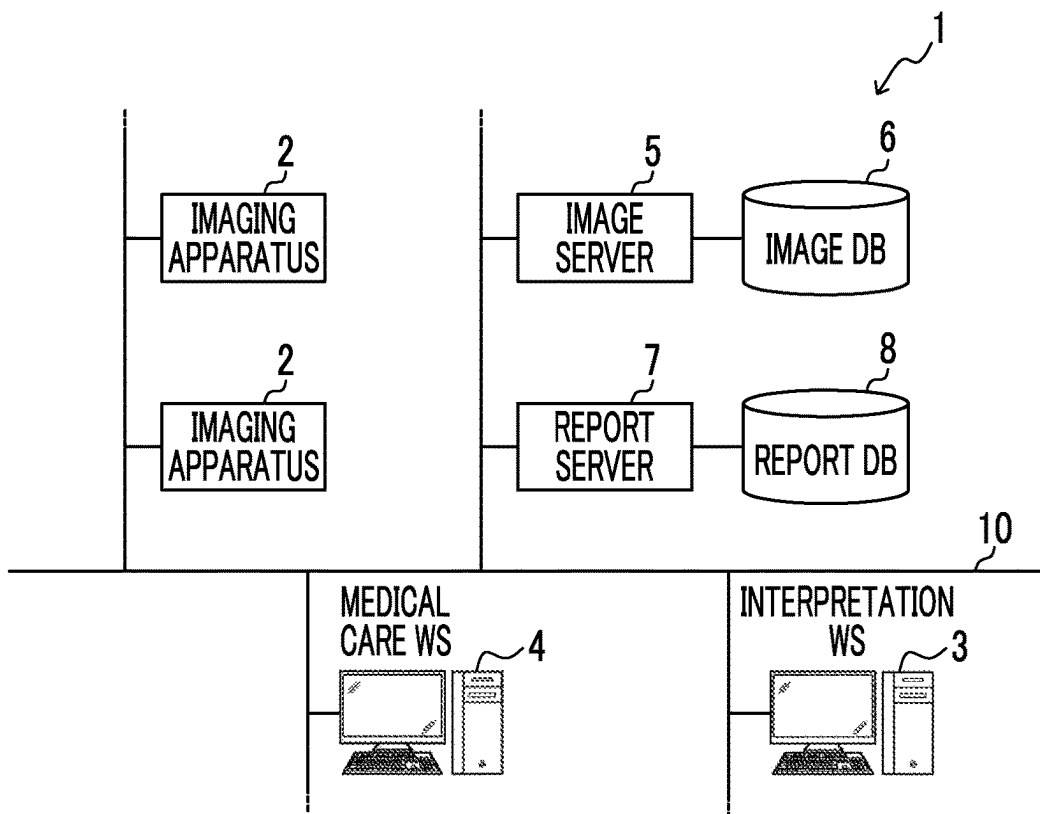 1
2
5
6
IMAGING
APPARATUS
IMAGE
SERVER
IMAGE DB
2
7
8
IMAGING
APPARATUS
REPORT
SERVER
REPORT DB
10
MEDICAL
CARE WS
4
INTERPRETATION
WS
3